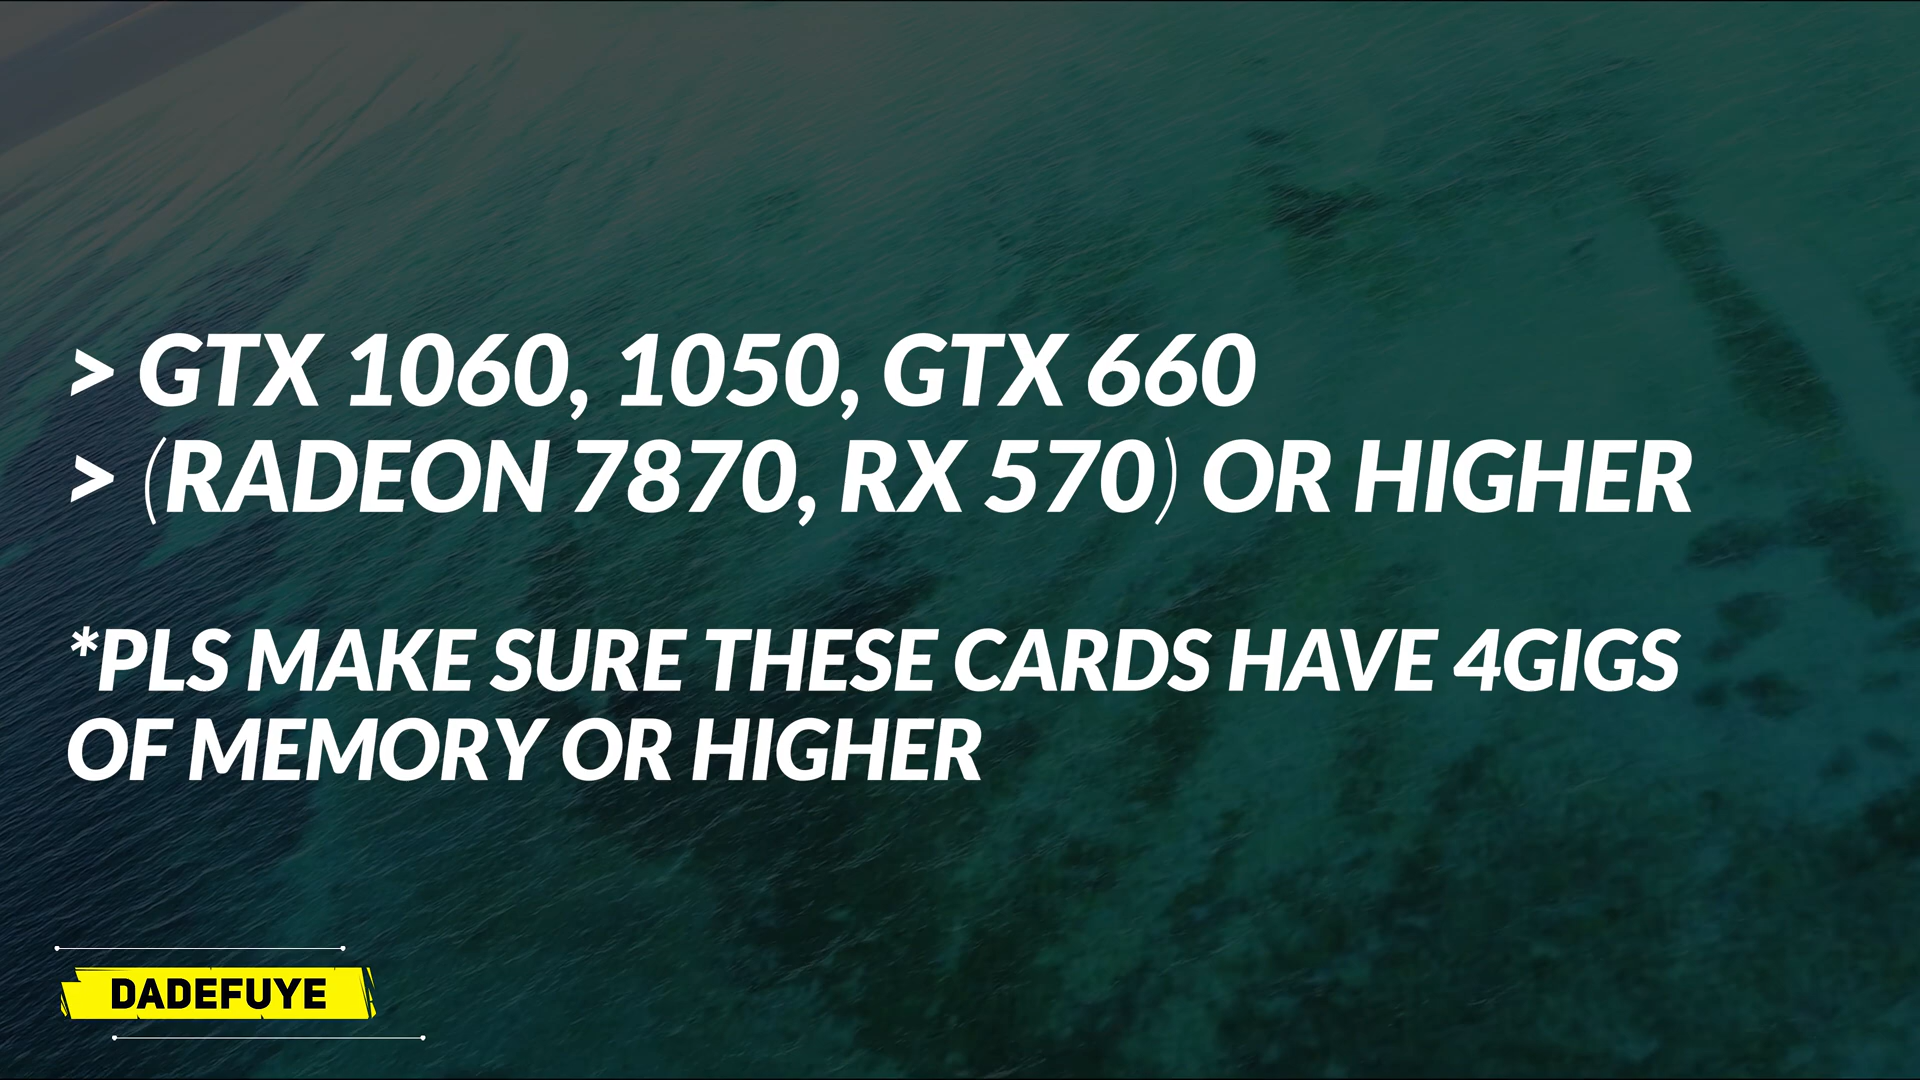 > GTX 1060, 1050, GTX 660
> (RADEON 7870, RX 570) OR HIGHER
*PLS MAKE SURE THESE CARDS HAVE 4GIGS
OF MEMORY OR HIGHER
DADEFUYE